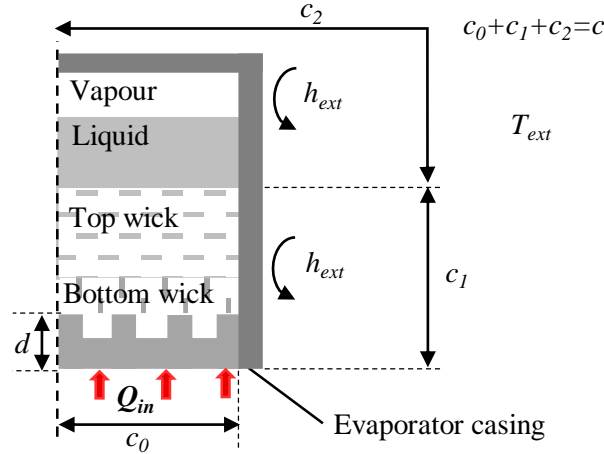 c2
c0+c1+c2=c
Vapour
hext
Text
Liquid
Top wick
hext
c1
Bottom wick
d
Qin
Evaporator casing
c0